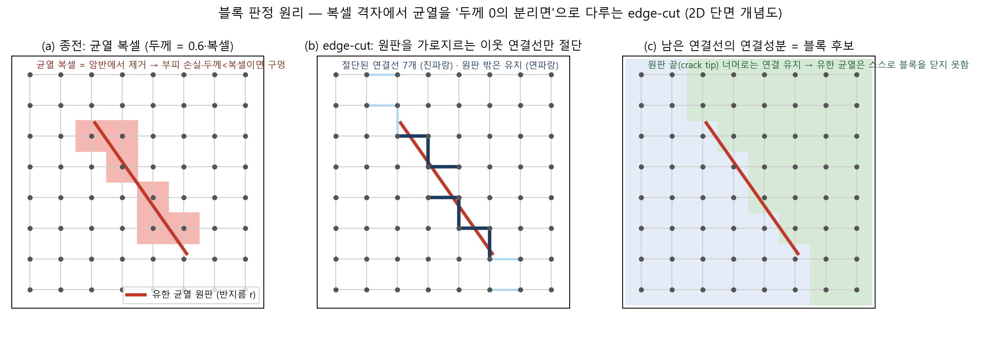 블록 판정 원리 — 복셀 격자에서 균열을 '두께 0의 분리면'으로 다루는 edge-cut (2D 단면 개념도)
(a) 종전: 균열 복셀 (두께 = 0.6·복셀)
균열 복셀 = 암반에서 제거 → 부피 손실·두께<복셀이면 구멍
유한 균열 원판 (반지름 r)
(b) edge-cut: 원판을 가로지르는 이웃 연결선만 절단
절단된 연결선 7개 (진파랑) · 원판 밖은 유지 (연파랑)
(c) 남은 연결선의 연결성분 = 블록 후보
원판 끝(crack tip) 너머로는 연결 유지 → 유한 균열은 스스로 블록을 닫지 못함